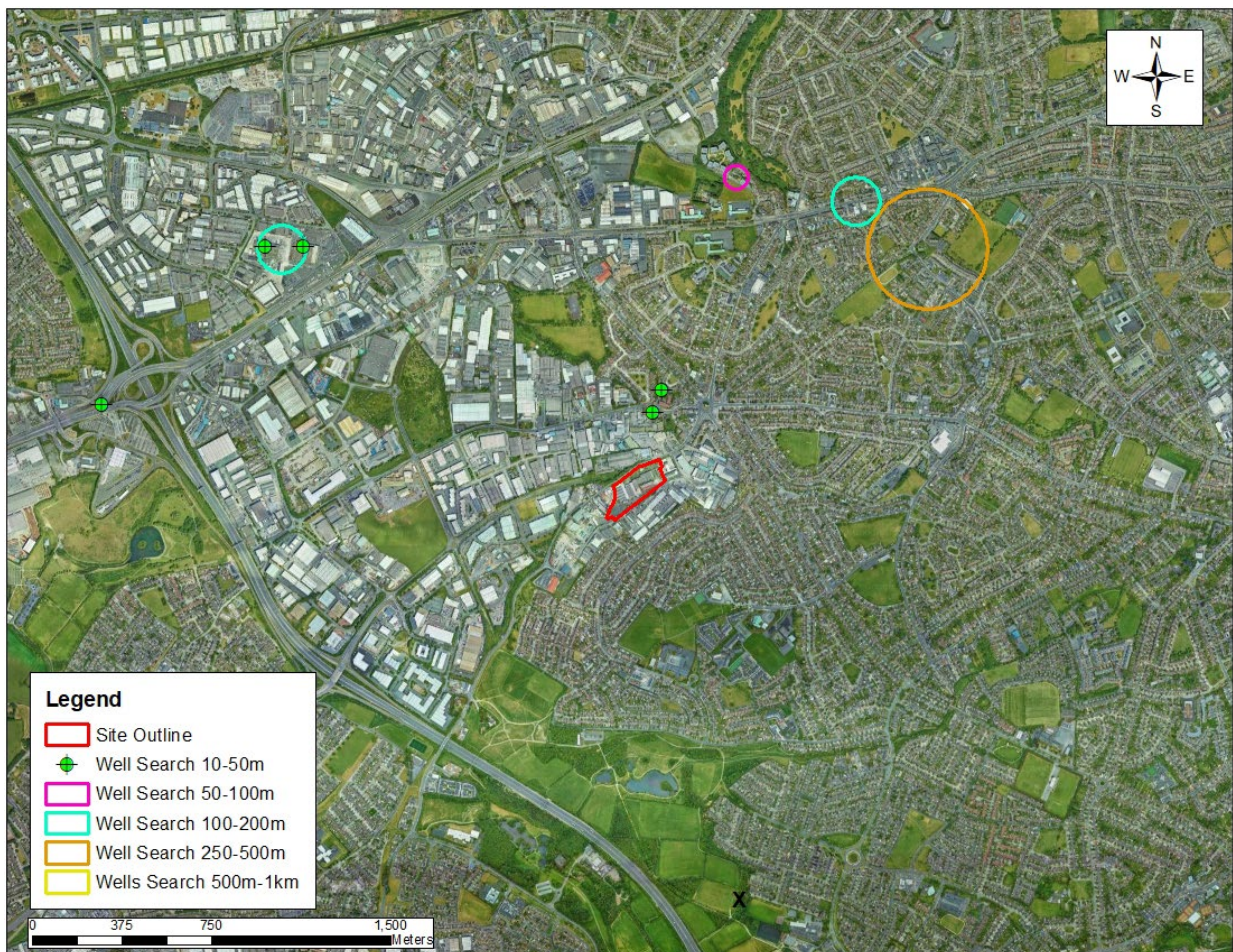 N
W E
S
Legend
Site Outline
Well Search 10-50m
Well Search 50-100m
Well Search 100-200m
Well Search 250-500m
Wells Search 500m-1km
X
0 375 750 1,500
Meters